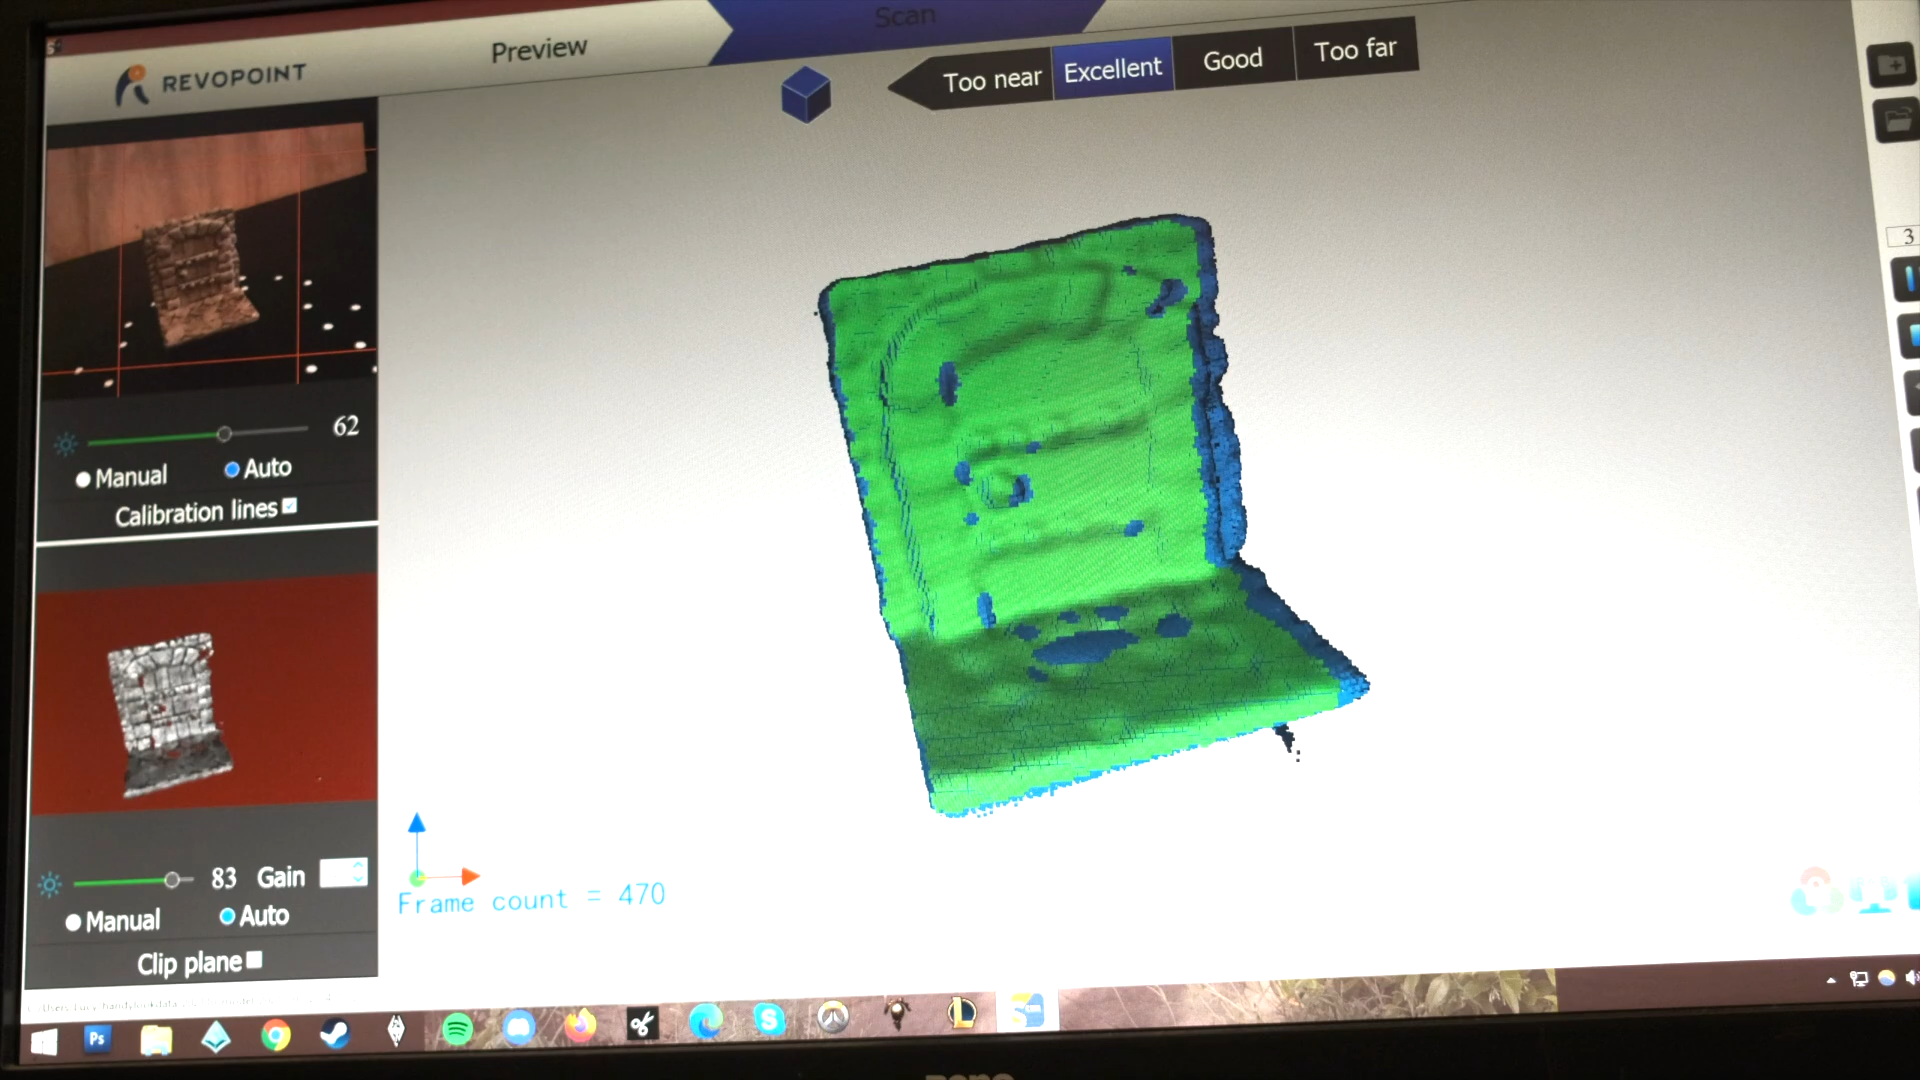 Scan
Preview
REVOPOINT
Too near
Excellent
Good
Too far
3
62
Manual
Auto
Calibration lines
83
Gain
Manual
Auto
Clip plane
Frame count = 470
Ps
S
L